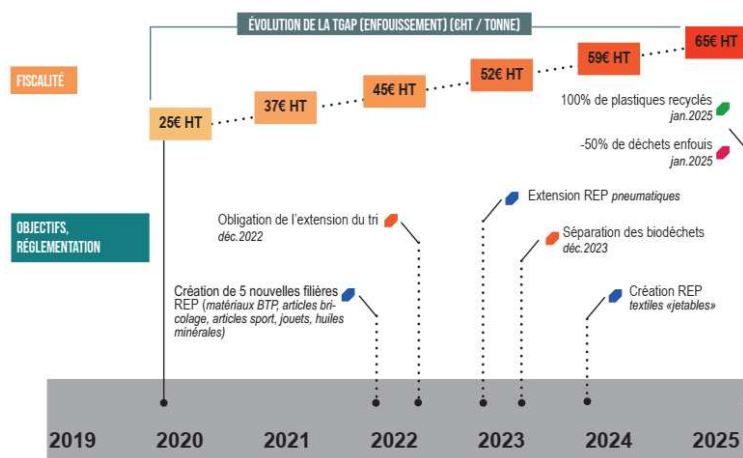 ÉVOLUTION DE LA TGAP (ENFOUISSEMENT) (€HT / TONNE)
FISCALITÉ
25€ HT
37€ HT
45€ HT
52€ HT
59€ HT
65€ HT
100% de plastiques recyclés
jan.2025
-50% de déchets enfouis
jan.2025
OBJECTIFS,
RÉGLEMENTATION
Extension REP pneumatiques
Obligation de l'extension du tri
déc.2022
Séparation des biodéchets
déc.2023
Création de 5 nouvelles filières
REP (matériaux BTP, articles bri-
colage, articles sport, jouets, huiles
minérales)
Création REP
textiles «jetables»
2019
2020
2021
2022
2023
2024
2025